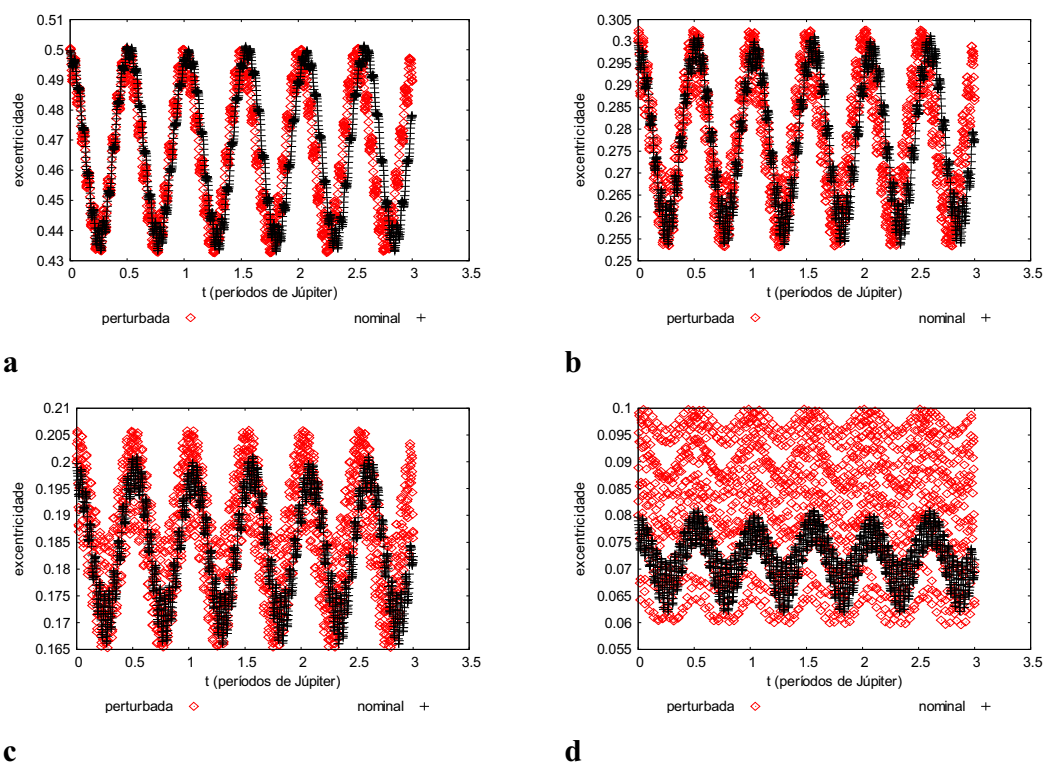 0.51
0.5
0.49
0.48
0.47
0.46
0.45
0.44
0.43
excentricidade
0 0.5 1 1.5 2 2.5 3 3.5
t (períodos de Júpiter)
perturbada nominal
a
0.305
0.3
0.295
0.29
0.285
0.28
0.275
0.27
0.265
0.26
0.255
0.25
excentricidade
0 0.5 1 1.5 2 2.5 3 3.5
t (períodos de Júpiter)
perturbada nominal
b
0.21
0.205
0.2
0.195
0.19
0.185
0.18
0.175
0.17
0.165
excentricidade
0 0.5 1 1.5 2 2.5 3 3.5
t (períodos de Júpiter)
perturbada nominal
c
0.1
0.095
0.09
0.085
0.08
0.075
0.07
0.065
0.06
0.055
excentricidade
0 0.5 1 1.5 2 2.5 3 3.5
t (períodos de Júpiter)
perturbada nominal
d